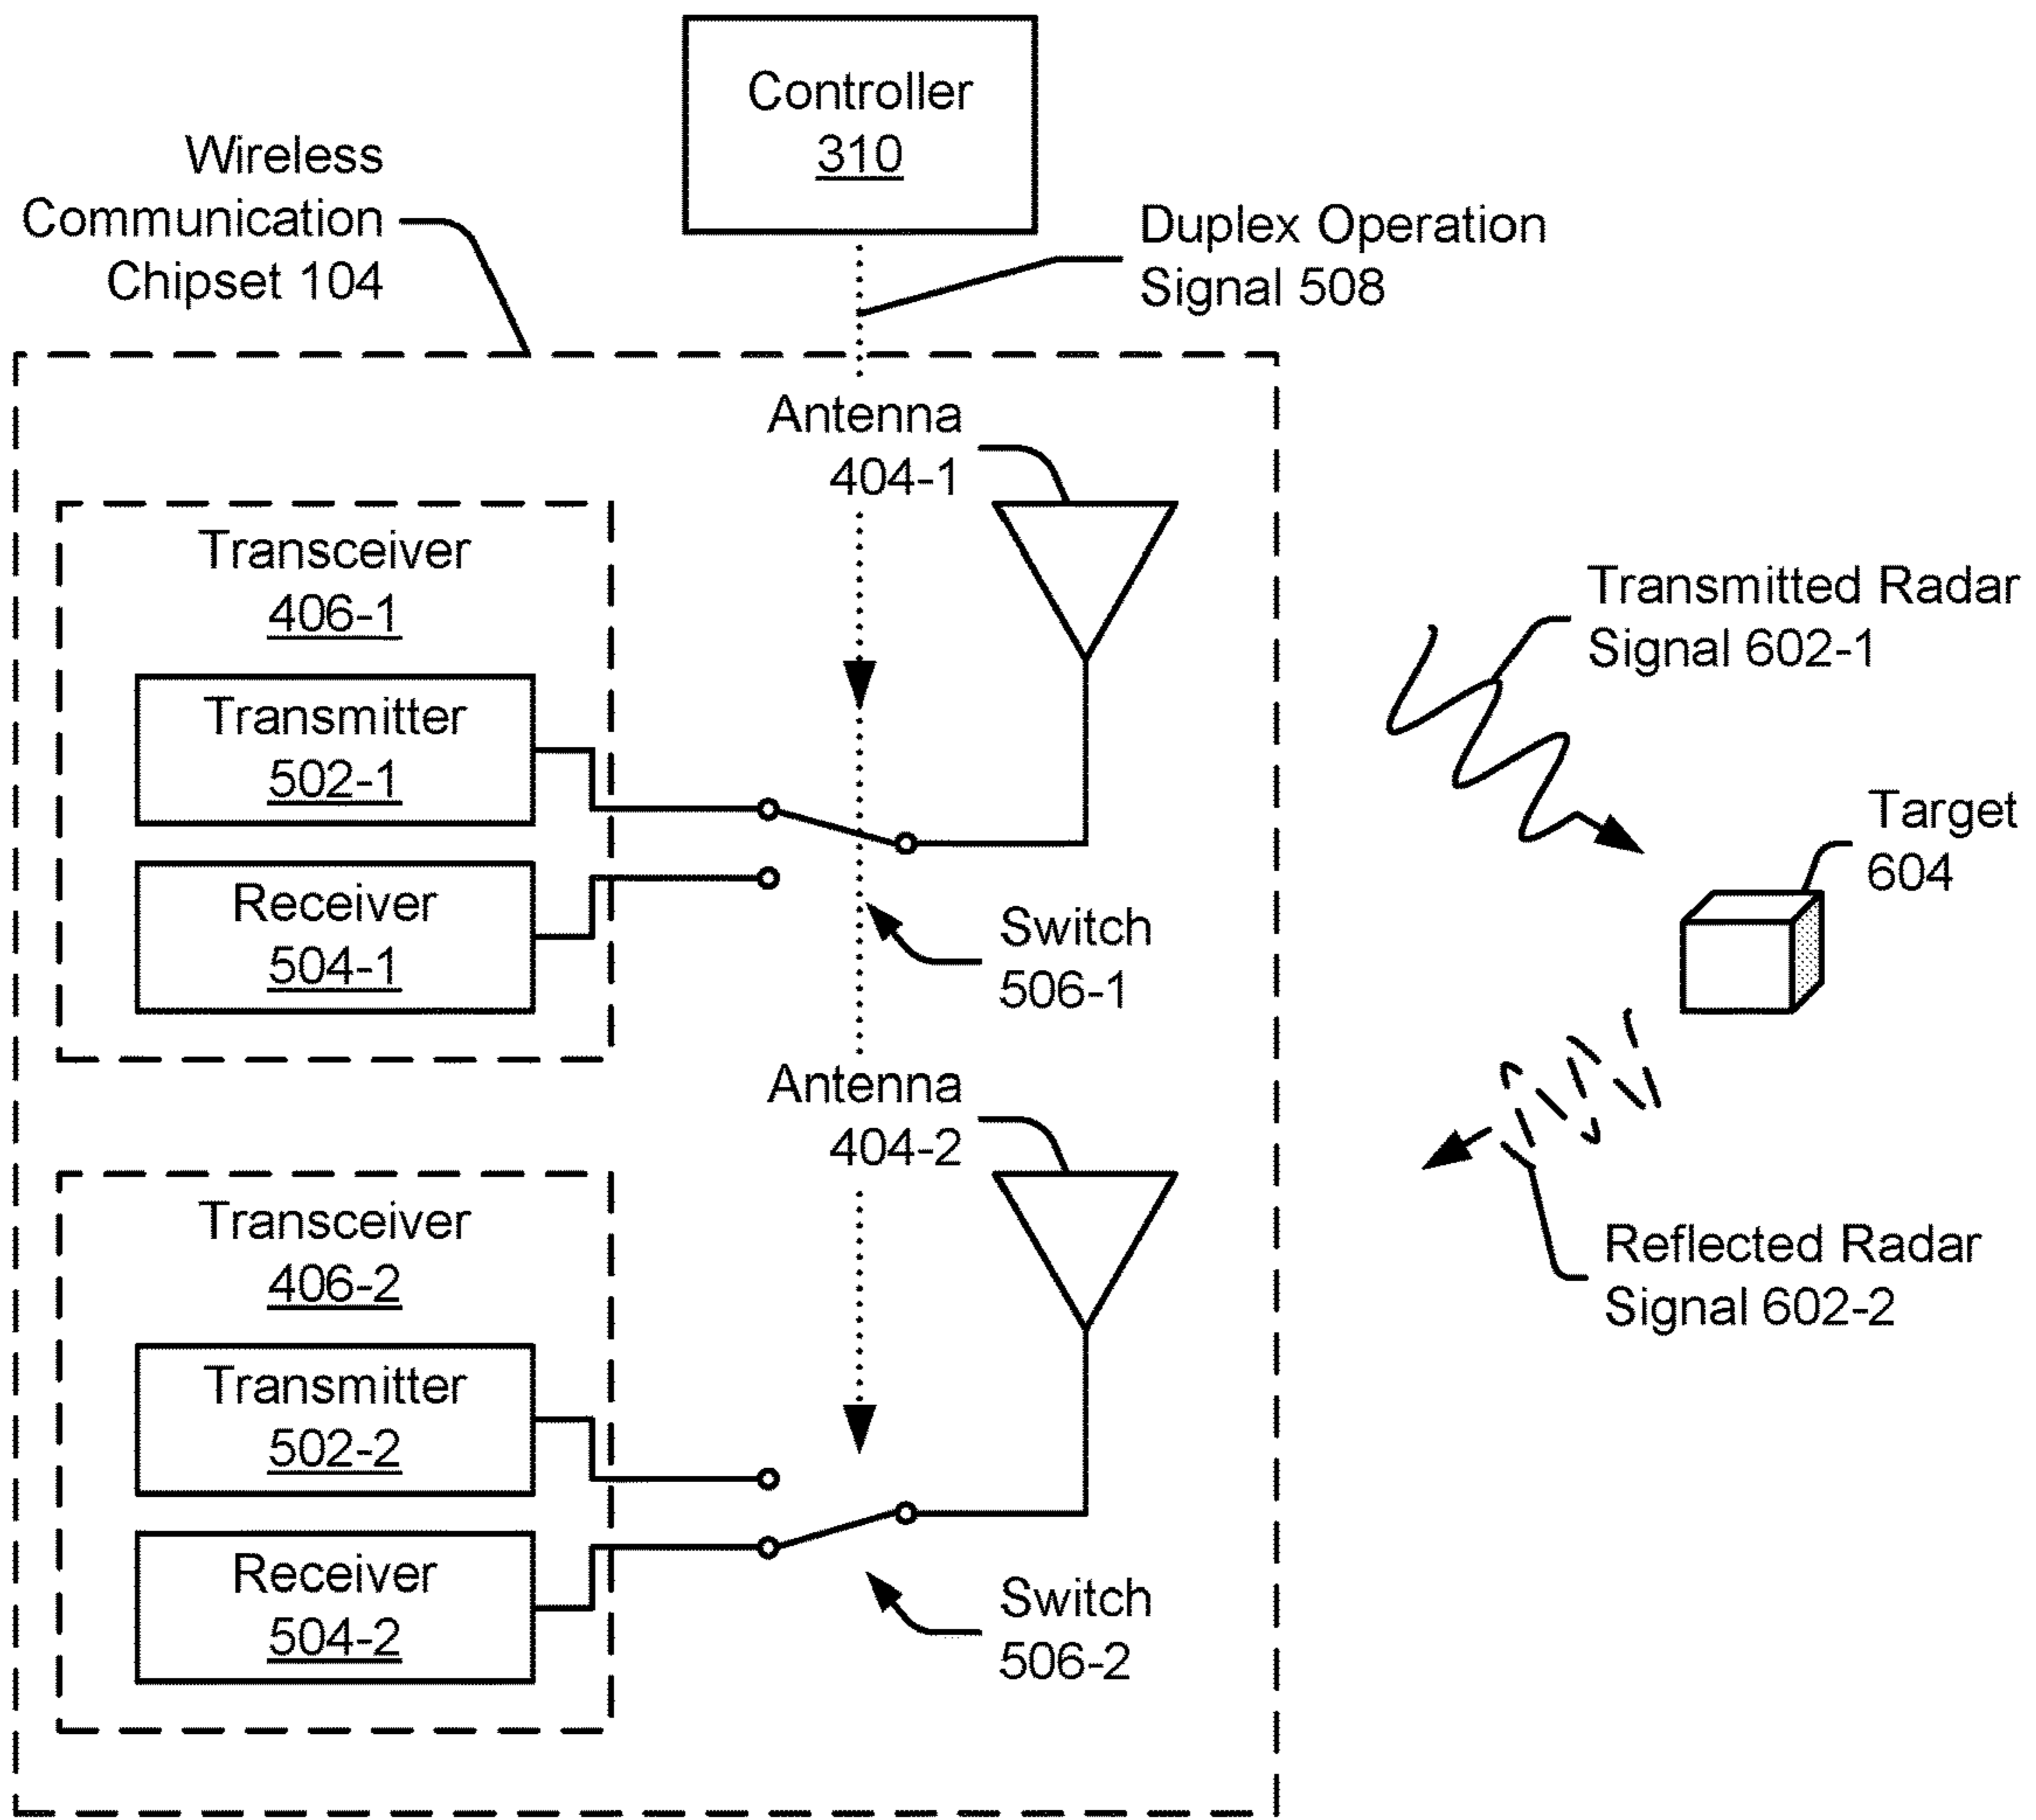 Controller
310
Wireless
Communication
Chipset 104
Duplex Operation
Signal 508
Antenna
404-1
Transceiver
406-1
Transmitter
502-1
Receiver
504-1
Switch
506-1
Transmitted Radar
Signal 602-1
Target
604
Antenna
404-2
Transceiver
406-2
Transmitter
502-2
Receiver
504-2
Switch
506-2
Reflected Radar
Signal 602-2